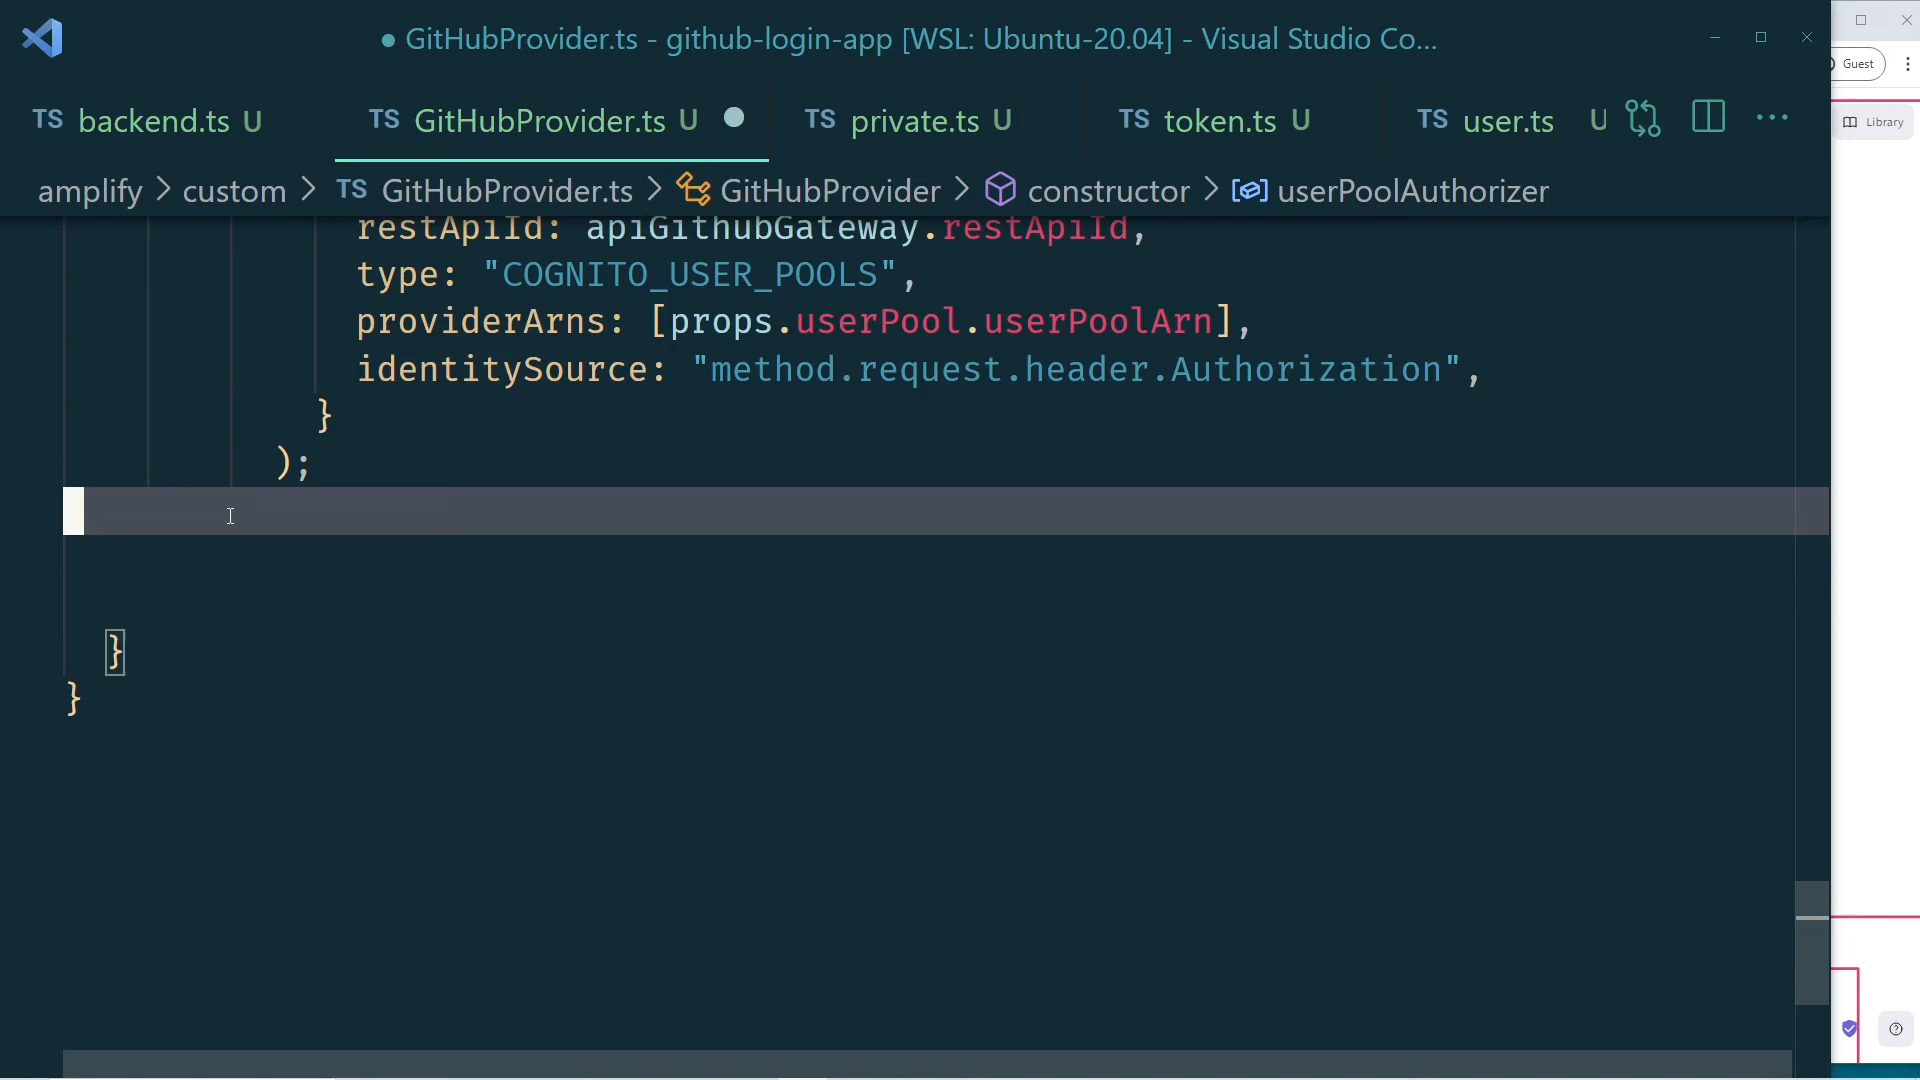 ● GitHubProvider.ts - github-login-app [WSL: Ubuntu-20.04] - Visual Studio Co...
Guest
TS backend.ts U
TS GitHubProvider.ts U ●
TS private.ts U
TS token.ts U
TS user.ts U
Library
amplify > custom > TS GitHubProvider.ts > GitHubProvider > constructor > userPoolAuthorizer
restApiId: apiGithubGateway.restApiId,
type: "COGNITO_USER_POOLS",
providerArns: [props.userPool.userPoolArn],
identitySource: "method.request.header.Authorization",
}
);
}
}